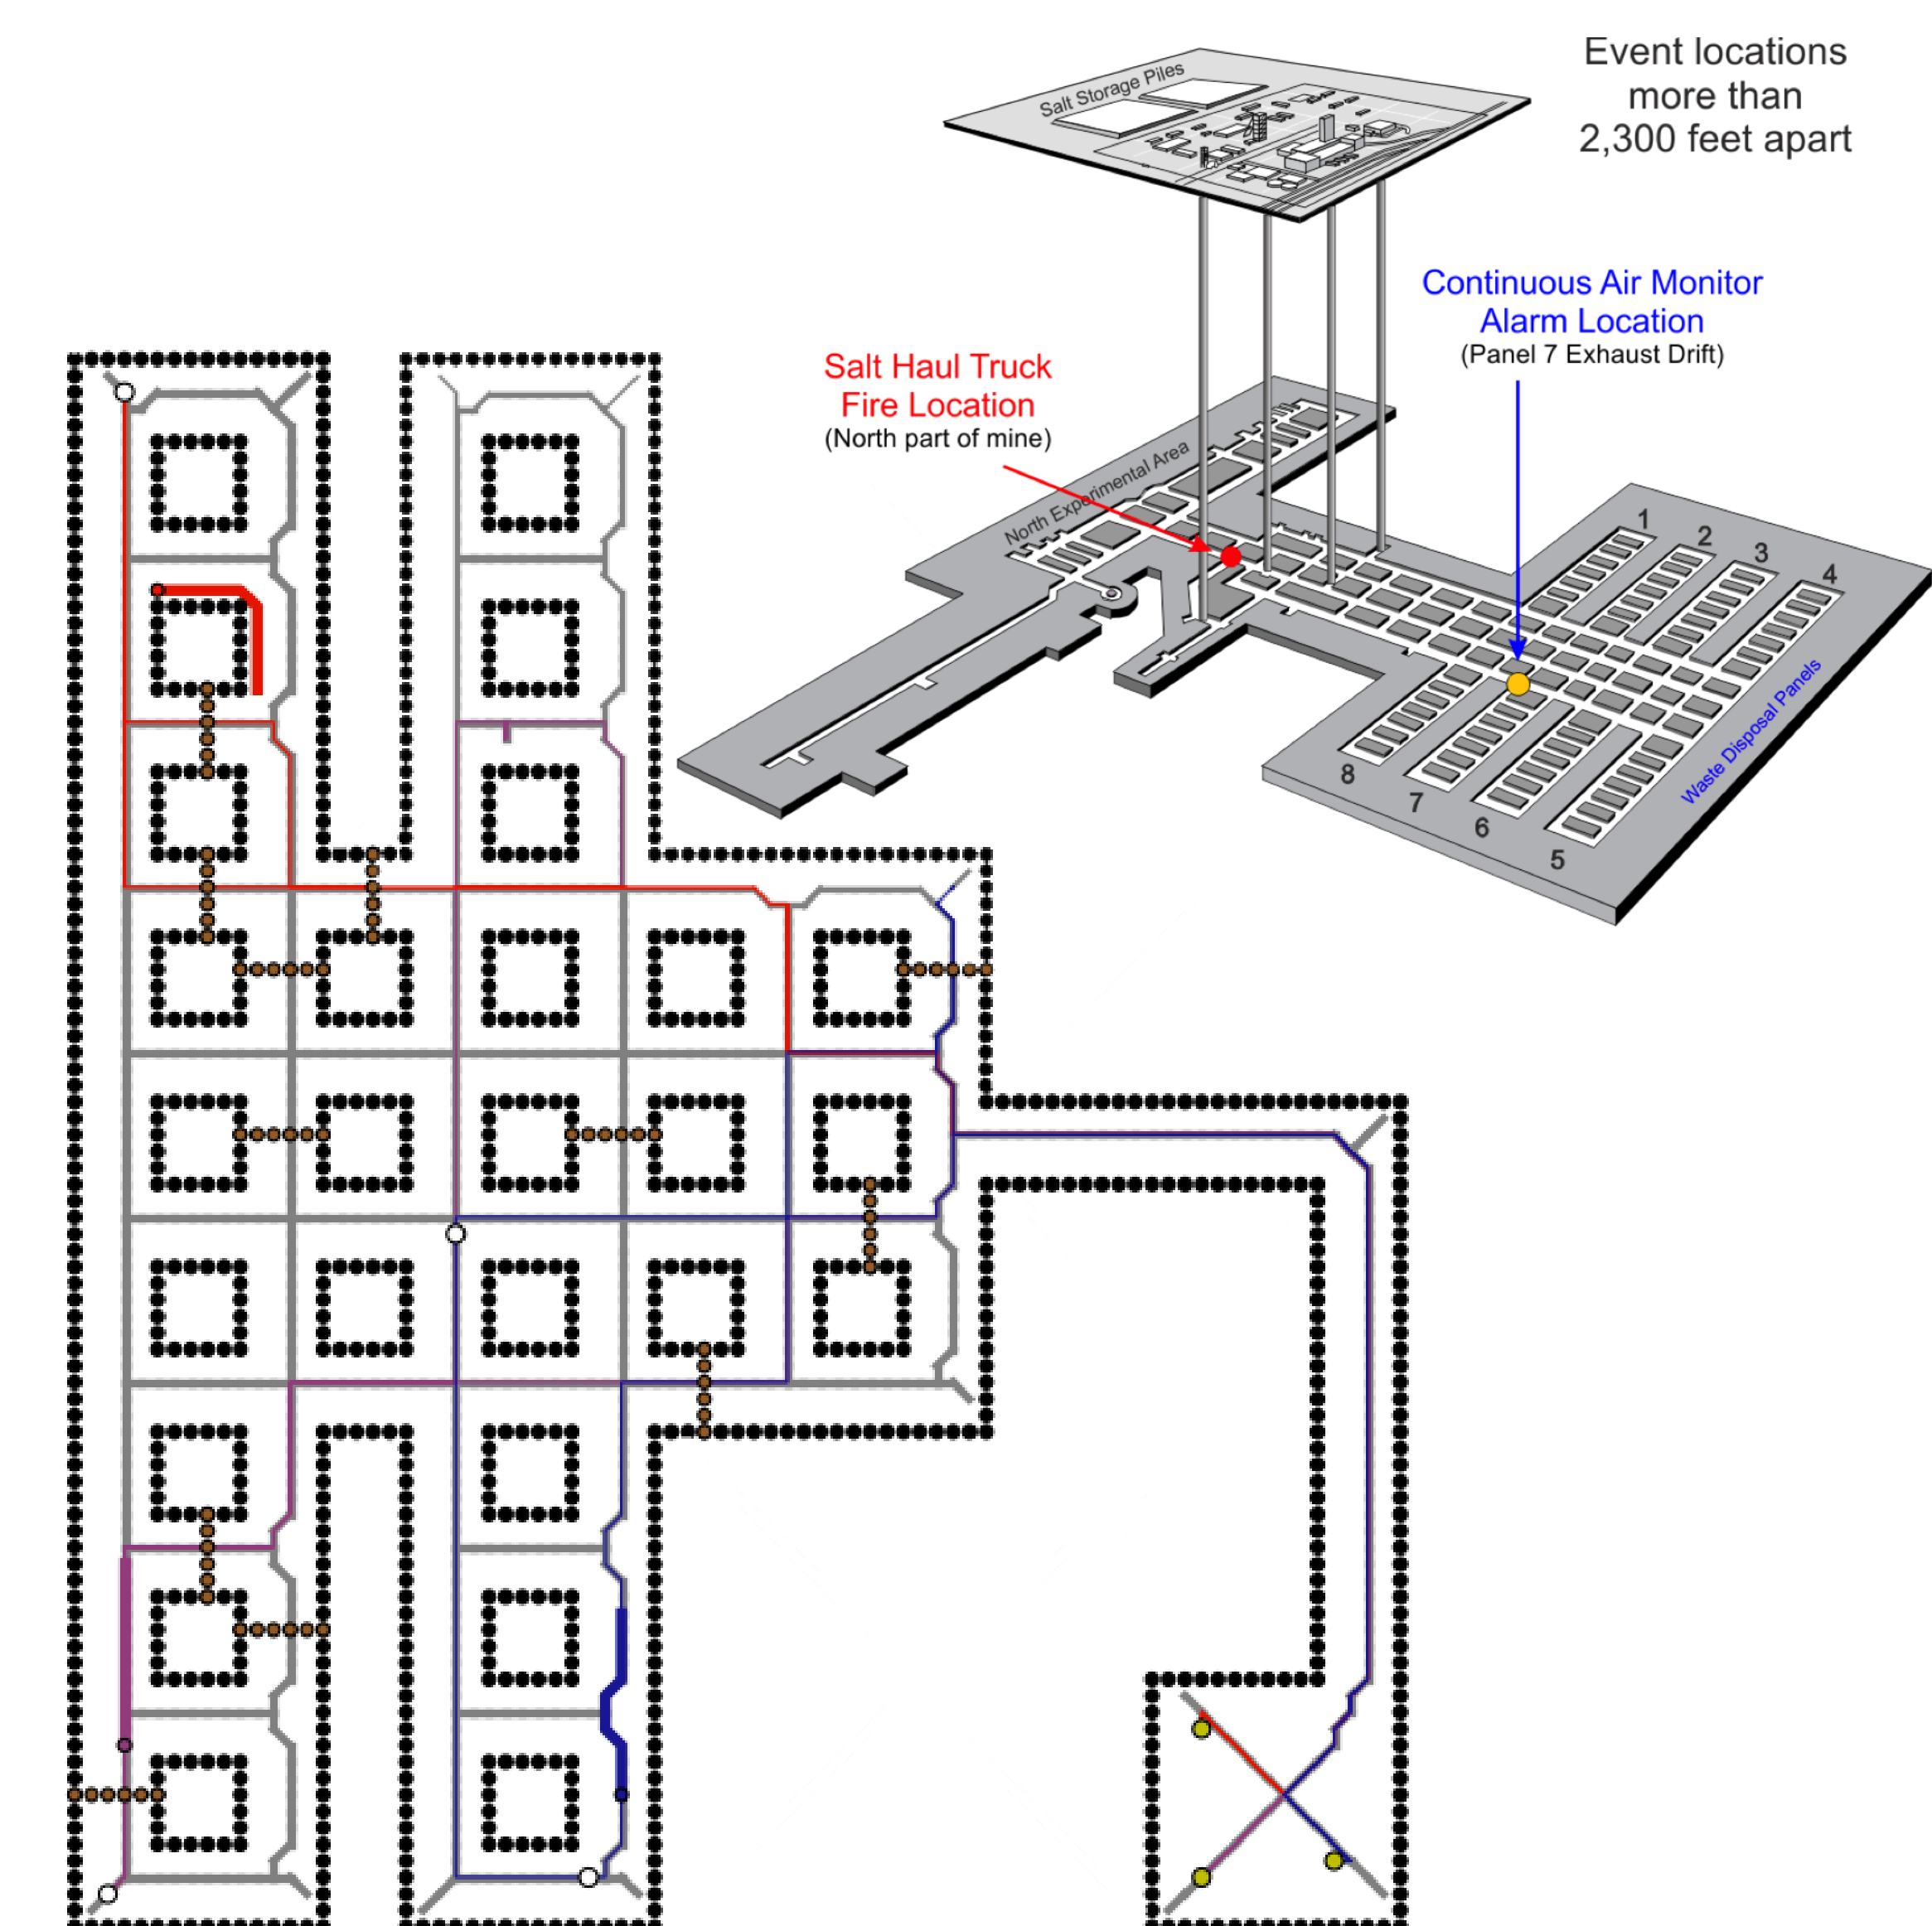 Event locations
more than
2,300 feet apart
Salt Storage Piles
Continuous Air Monitor
Alarm Location
(Panel 7 Exhaust Drift)
Salt Haul Truck
Fire Location
(North part of mine)
North Experimental Area
1
2
3
4
8
7
6
5
Waste Disposal Panels